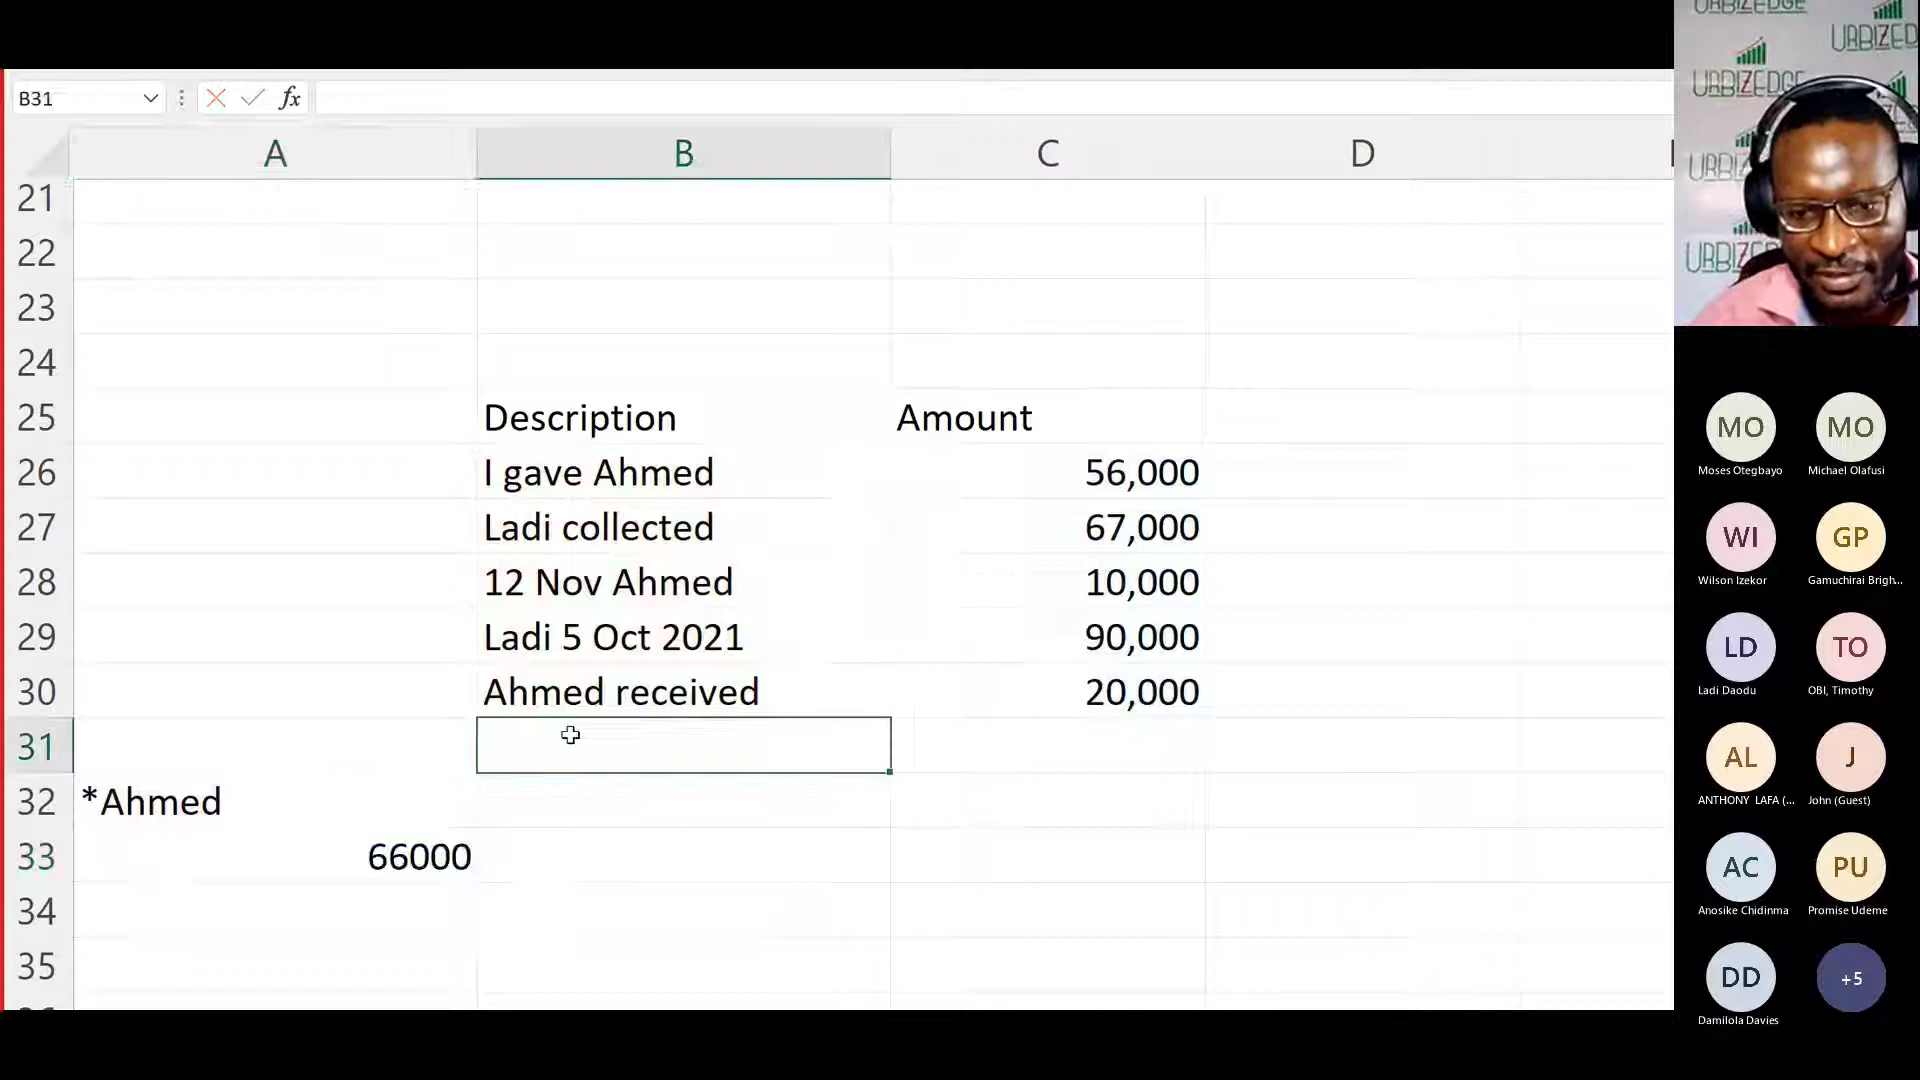 URBIZEDGE
URBIZED
URBIZEDGE
B31
fx
A B C D
21
22
23
24
25 Description Amount
26 I gave Ahmed 56,000
27 Ladi collected 67,000
28 12 Nov Ahmed 10,000
29 Ladi 5 Oct 2021 90,000
30 Ahmed received 20,000
31
32 *Ahmed
33 66000
34
35
MO MO
Moses Otegbayo Michael Olafusi
WI GP
Wilson Izekor Gamuchirai Brigh...
LD TO
Ladi Daodu OBI, Timothy
AL J
ANTHONY LAFA (... John (Guest)
AC PU
Anosike Chidinma Promise Udeme
DD +5
Damilola Davies